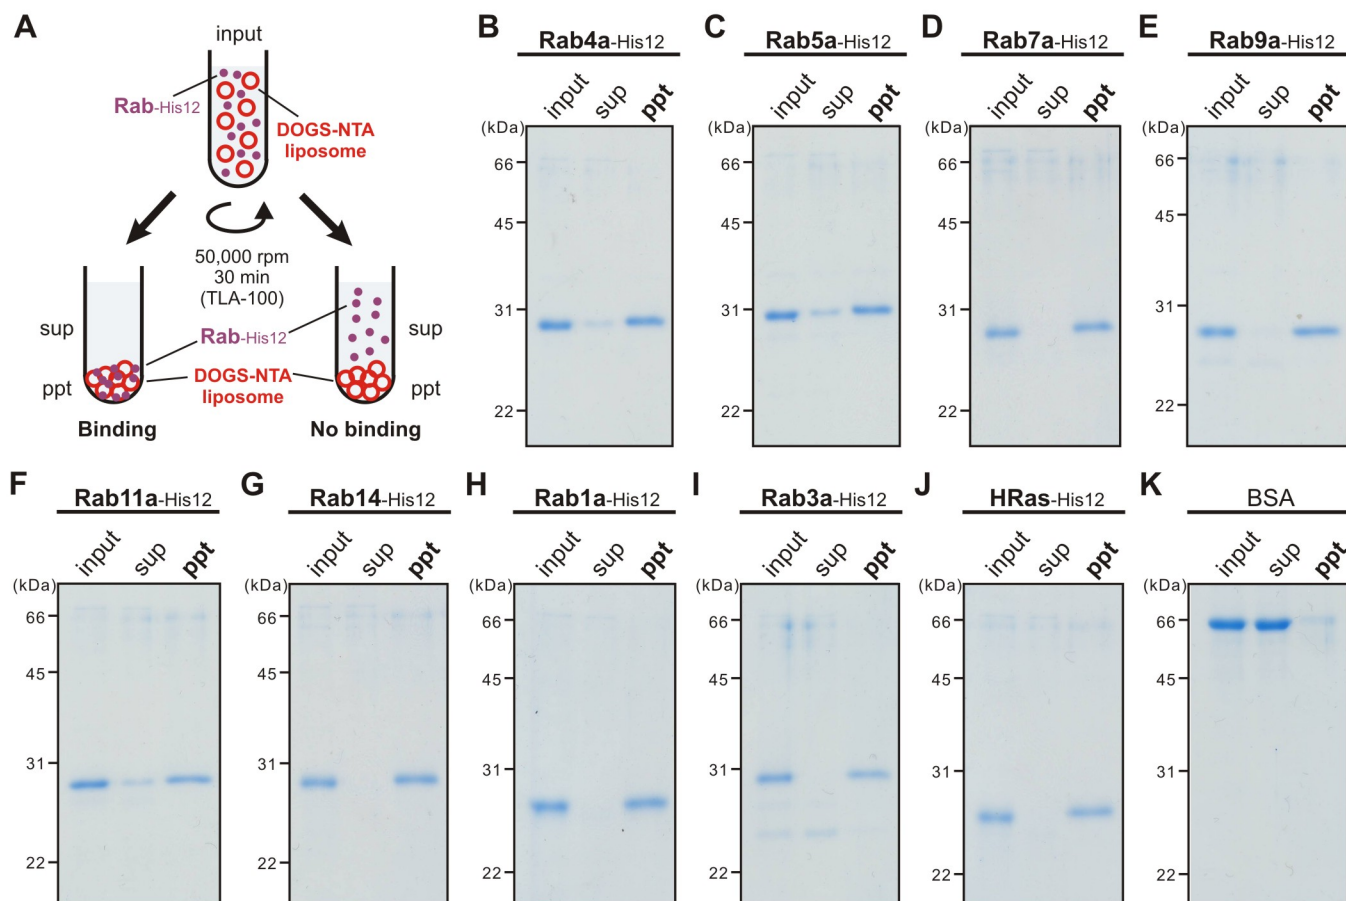 A
input
Rab-His12
DOGS-NTA
liposome
50,000 rpm
30 min
(TLA-100)
sup
Rab-His12
sup
ppt
DOGS-NTA
liposome
ppt
Binding
No binding
B
Rab4a-His12
input sup ppt
(kDa)
66
45
31
22
C
Rab5a-His12
input sup ppt
(kDa)
66
45
31
22
D
Rab7a-His12
input sup ppt
(kDa)
66
45
31
22
E
Rab9a-His12
input sup ppt
(kDa)
66
45
31
22
F
Rab11a-His12
input sup ppt
(kDa)
66
45
31
22
G
Rab14-His12
input sup ppt
(kDa)
66
45
31
22
H
Rab1a-His12
input sup ppt
(kDa)
66
45
31
22
I
Rab3a-His12
input sup ppt
(kDa)
66
45
31
22
J
HRas-His12
input sup ppt
(kDa)
66
45
31
22
K
BSA
input sup ppt
(kDa)
66
45
31
22